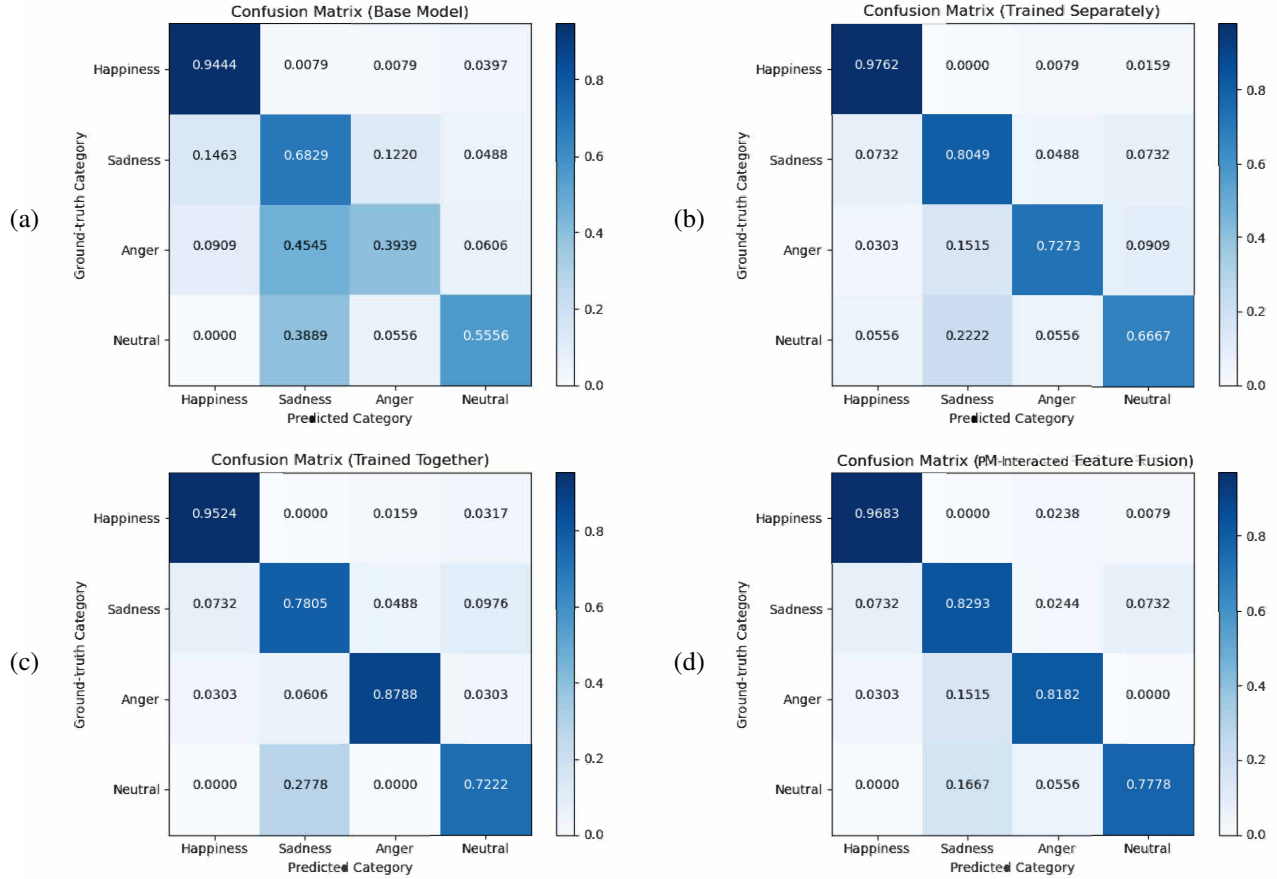 Confusion Matrix (Base Model)
(a)
Ground-truth Category
Happiness 0.9444 0.0079 0.0079 0.0397
Sadness 0.1463 0.6829 0.1220 0.0488
Anger 0.0909 0.4545 0.3939 0.0606
Neutral 0.0000 0.3889 0.0556 0.5556
Happiness Sadness Anger Neutral
Predicted Category
0.8
0.6
0.4
0.2
0.0
Confusion Matrix (Trained Separately)
(b)
Ground-truth Category
Happiness 0.9762 0.0000 0.0079 0.0159
Sadness 0.0732 0.8049 0.0488 0.0732
Anger 0.0303 0.1515 0.7273 0.0909
Neutral 0.0556 0.2222 0.0556 0.6667
Happiness Sadness Anger Neutral
Predicted Category
0.8
0.6
0.4
0.2
0.0
Confusion Matrix (Trained Together)
(c)
Ground-truth Category
Happiness 0.9524 0.0000 0.0159 0.0317
Sadness 0.0732 0.7805 0.0488 0.0976
Anger 0.0303 0.0606 0.8788 0.0303
Neutral 0.0000 0.2778 0.0000 0.7222
Happiness Sadness Anger Neutral
Predicted Category
0.8
0.6
0.4
0.2
0.0
Confusion Matrix (PM-Interacted Feature Fusion)
(d)
Ground-truth Category
Happiness 0.9683 0.0000 0.0238 0.0079
Sadness 0.0732 0.8293 0.0244 0.0732
Anger 0.0303 0.1515 0.8182 0.0000
Neutral 0.0000 0.1667 0.0556 0.7778
Happiness Sadness Anger Neutral
Predicted Category
0.8
0.6
0.4
0.2
0.0